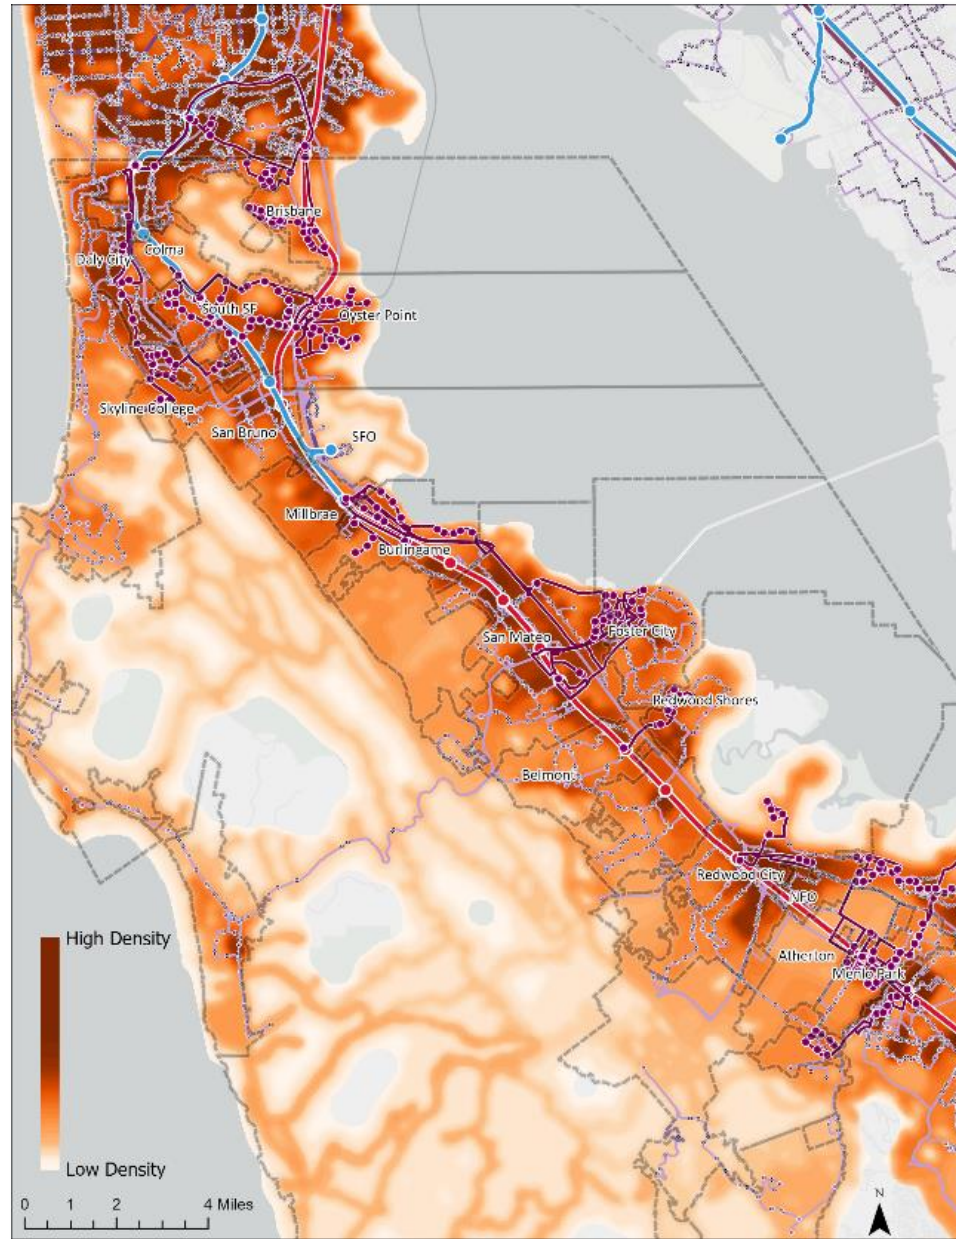 Brisbane
Colma
Daly City
South SF
Oyster Point
Skyline College
San Bruno
SFO
Millbrae
Burlingame
San Mateo
Foster City
Redwood Shores
Belmont
Redwood City
NFO
Atherton
Menlo Park
High Density
Low Density
0 1 2 4 Miles
N